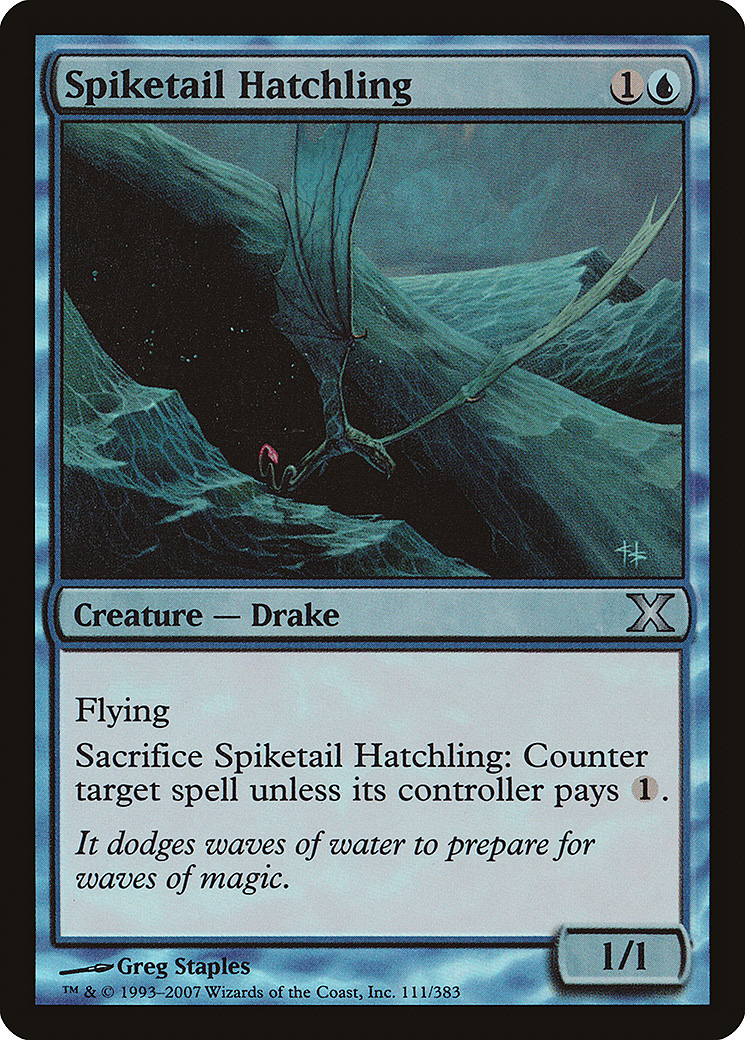 Spiketail Hatchling 1
Creature — Drake X
Flying
Sacrifice Spiketail Hatchling: Counter
target spell unless its controller pays 1.
It dodges waves of water to prepare for
waves of magic.
1/1
Greg Staples
™ & © 1993–2007 Wizards of the Coast, Inc. 111/383